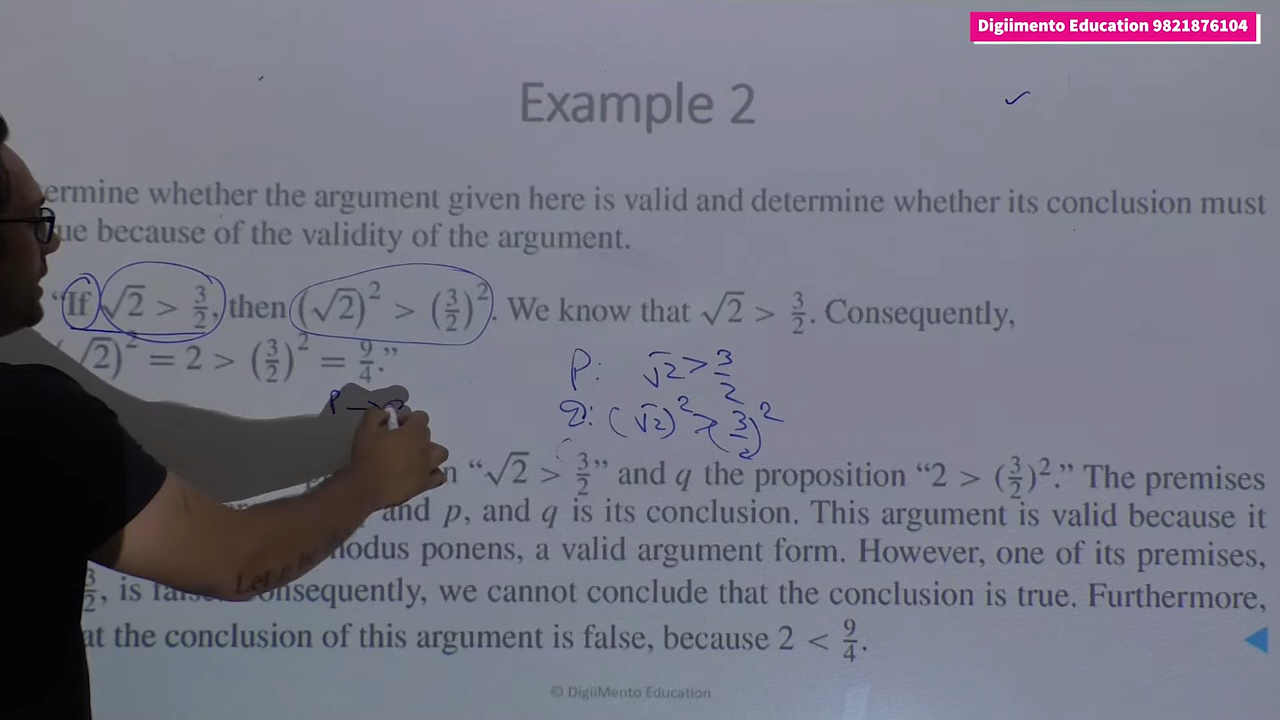 Digiimento Education 9821876104
Example 2
ermine whether the argument given here is valid and determine whether its conclusion must
ue because of the validity of the argument.
“If √2 > 3/2, then (√2)² > (3/2)². We know that √2 > 3/2. Consequently,
√2)² = 2 > (3/2)² = 9/4.”
P: √2 > 3/2
P →
(√2)² > (3/2)²
“√2 > 3/2” and q the proposition “2 > (3/2)².” The premises
and p, and q is its conclusion. This argument is valid because it
modus ponens, a valid argument form. However, one of its premises,
3/2, is false. Consequently, we cannot conclude that the conclusion is true. Furthermore,
at the conclusion of this argument is false, because 2 < 9/4.
© DigiiMento Education